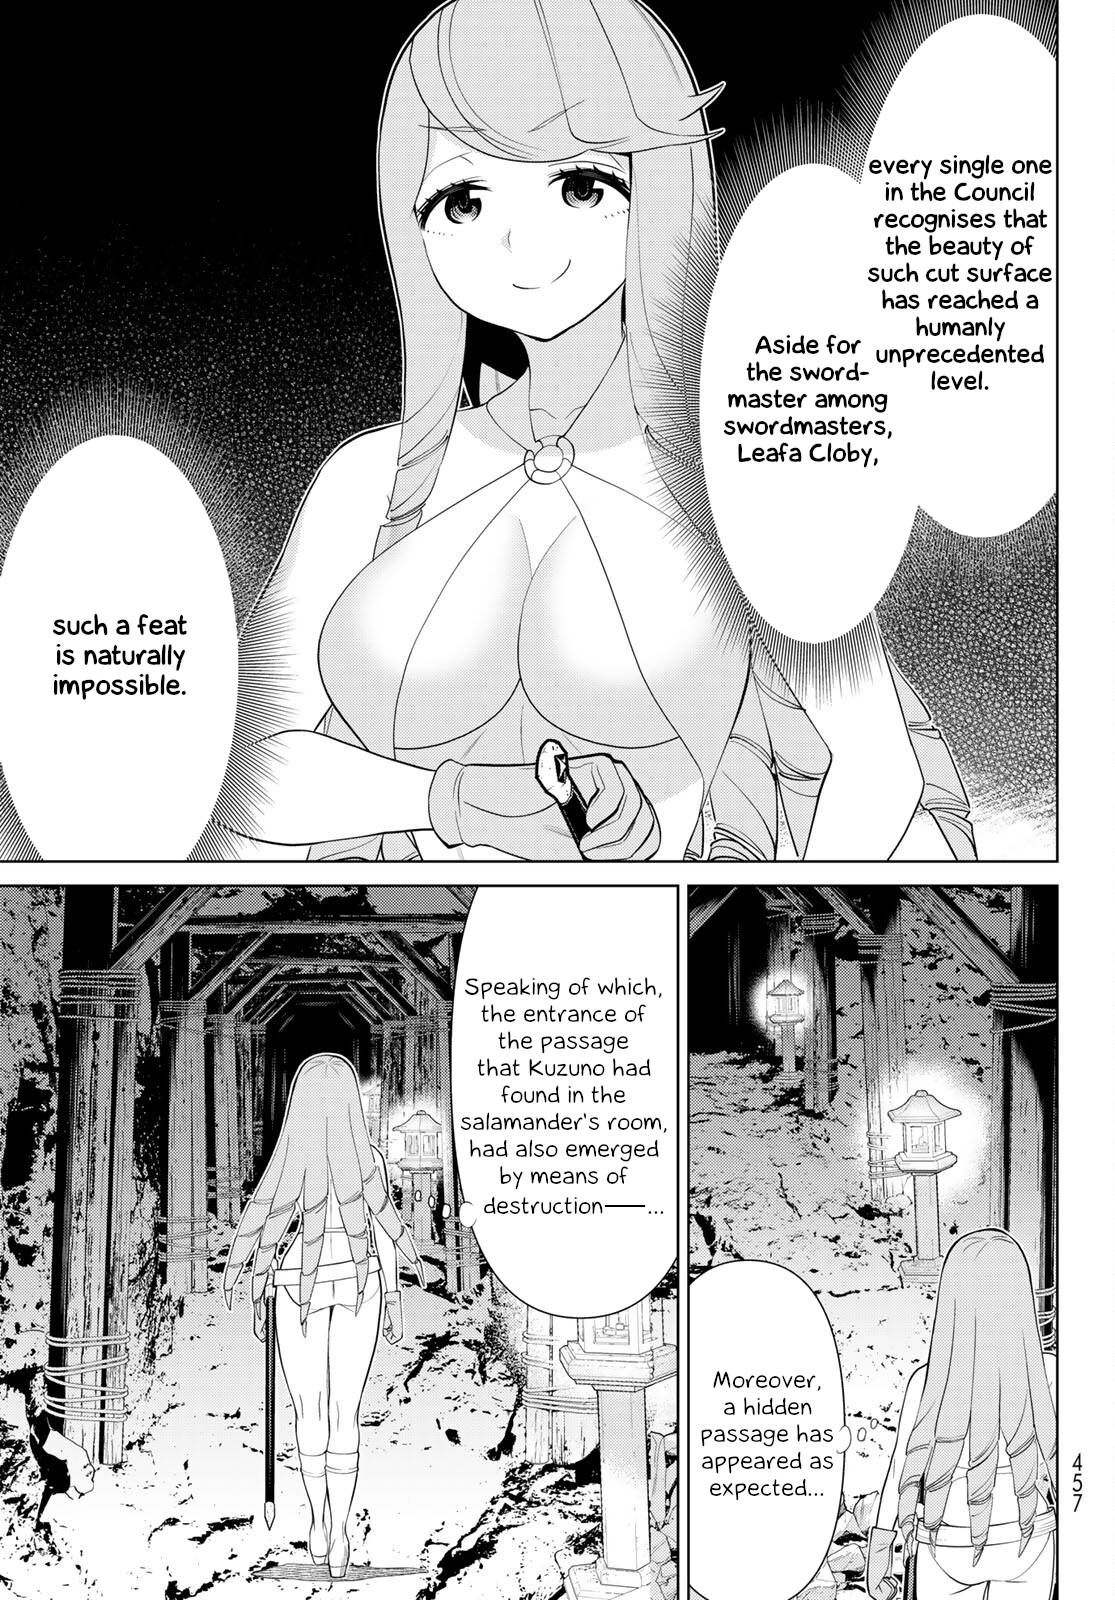 every single one
in the Council
recognises that
the beauty of
such cut surface
has reached a
humanly
unprecedented
level.
Aside for
the sword-
master among
swordmasters,
Leafa Cloby,
such a feat
is naturally
impossible.
Moreover,
a hidden
passage has
appeared as
expected...
Speaking of which,
the entrance of
the passage
that Kuzuno had
found in the
salamander's room,
had also emerged
by means of
destruction——...
457